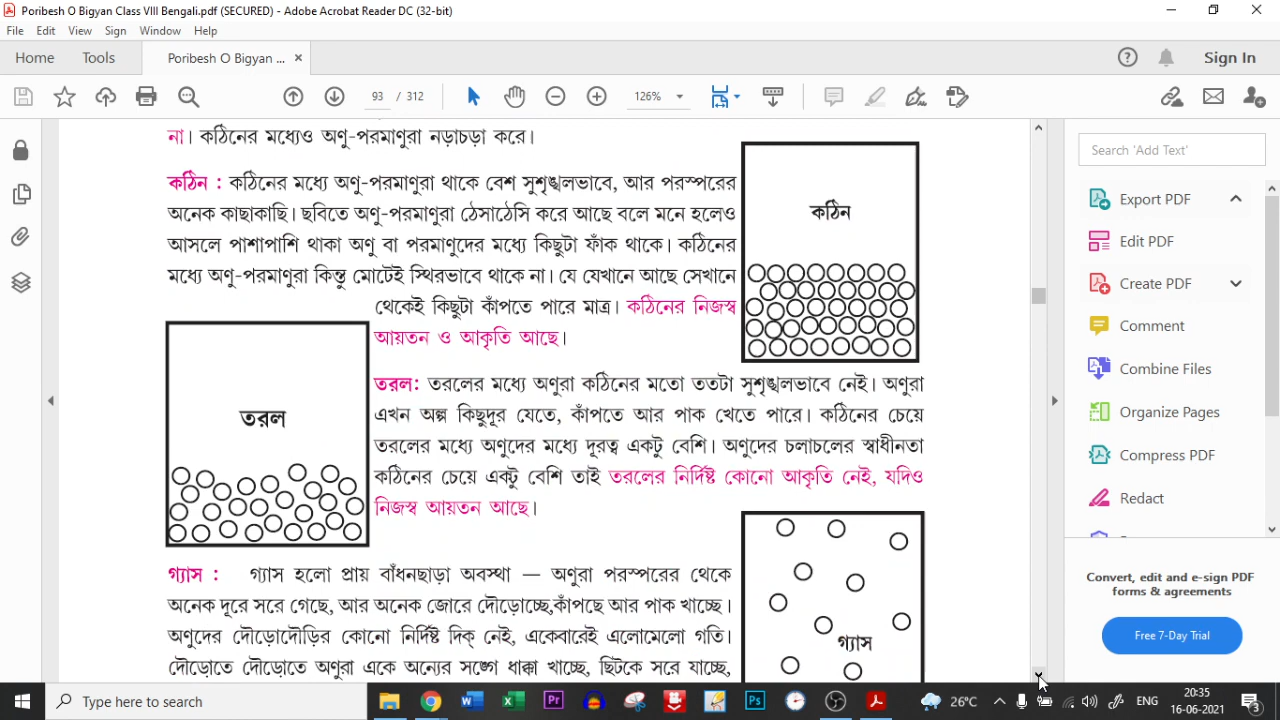 Poribesh O Bigyan Class VIII Bengali.pdf (SECURED) - Adobe Acrobat Reader DC (32-bit)
File Edit View Sign Window Help
Home Tools Poribesh O Bigyan ... × Sign In
93 / 312 126%
না। কঠিনের মধ্যেও অণু-পরমাণুরা নড়াচড়া করে।
কঠিন : কঠিনের মধ্যে অণু-পরমাণুরা থাকে বেশ সুশৃঙ্খলভাবে, আর পরস্পরের
অনেক কাছাকাছি। ছবিতে অণু-পরমাণুরা ঠেসাঠেসি করে আছে বলে মনে হলেও
আসলে পাশাপাশি থাকা অণু বা পরমাণুদের মধ্যে কিছুটা ফাঁক থাকে। কঠিনের
মধ্যে অণু-পরমাণুরা কিন্তু মোটেই স্থিরভাবে থাকে না। যে যেখানে আছে সেখানে
থেকেই কিছুটা কাঁপতে পারে মাত্র। কঠিনের নিজস্ব
আয়তন ও আকৃতি আছে।
কঠিন
তরল: তরলের মধ্যে অণুরা কঠিনের মতো ততটা সুশৃঙ্খলভাবে নেই। অণুরা
এখন অল্প কিছুদূর যেতে, কাঁপতে আর পাক খেতে পারে। কঠিনের চেয়ে
তরলের মধ্যে অণুদের মধ্যে দূরত্ব একটু বেশি। অণুদের চলাচলের স্বাধীনতা
কঠিনের চেয়ে একটু বেশি তাই তরলের নির্দিষ্ট কোনো আকৃতি নেই, যদিও
নিজস্ব আয়তন আছে।
তরল
গ্যাস : গ্যাস হলো প্রায় বাঁধনছাড়া অবস্থা — অণুরা পরস্পরের থেকে
অনেক দূরে সরে গেছে, আর অনেক জোরে দৌড়োচ্ছে,কাঁপছে আর পাক খাচ্ছে।
অণুদের দৌড়োদৌড়ির কোনো নির্দিষ্ট দিক্ নেই, একেবারেই এলোমেলো গতি।
দৌড়োতে দৌড়োতে অণুরা একে অন্যের সঙ্গে ধাক্কা খাচ্ছে, ছিটকে সরে যাচ্ছে,
গ্যাস
Search 'Add Text'
Export PDF
Edit PDF
Create PDF
Comment
Combine Files
Organize Pages
Compress PDF
Redact
Convert, edit and e-sign PDF
forms & agreements
Free 7-Day Trial
Type here to search
26°C ENG
20:35
16-06-2021
3